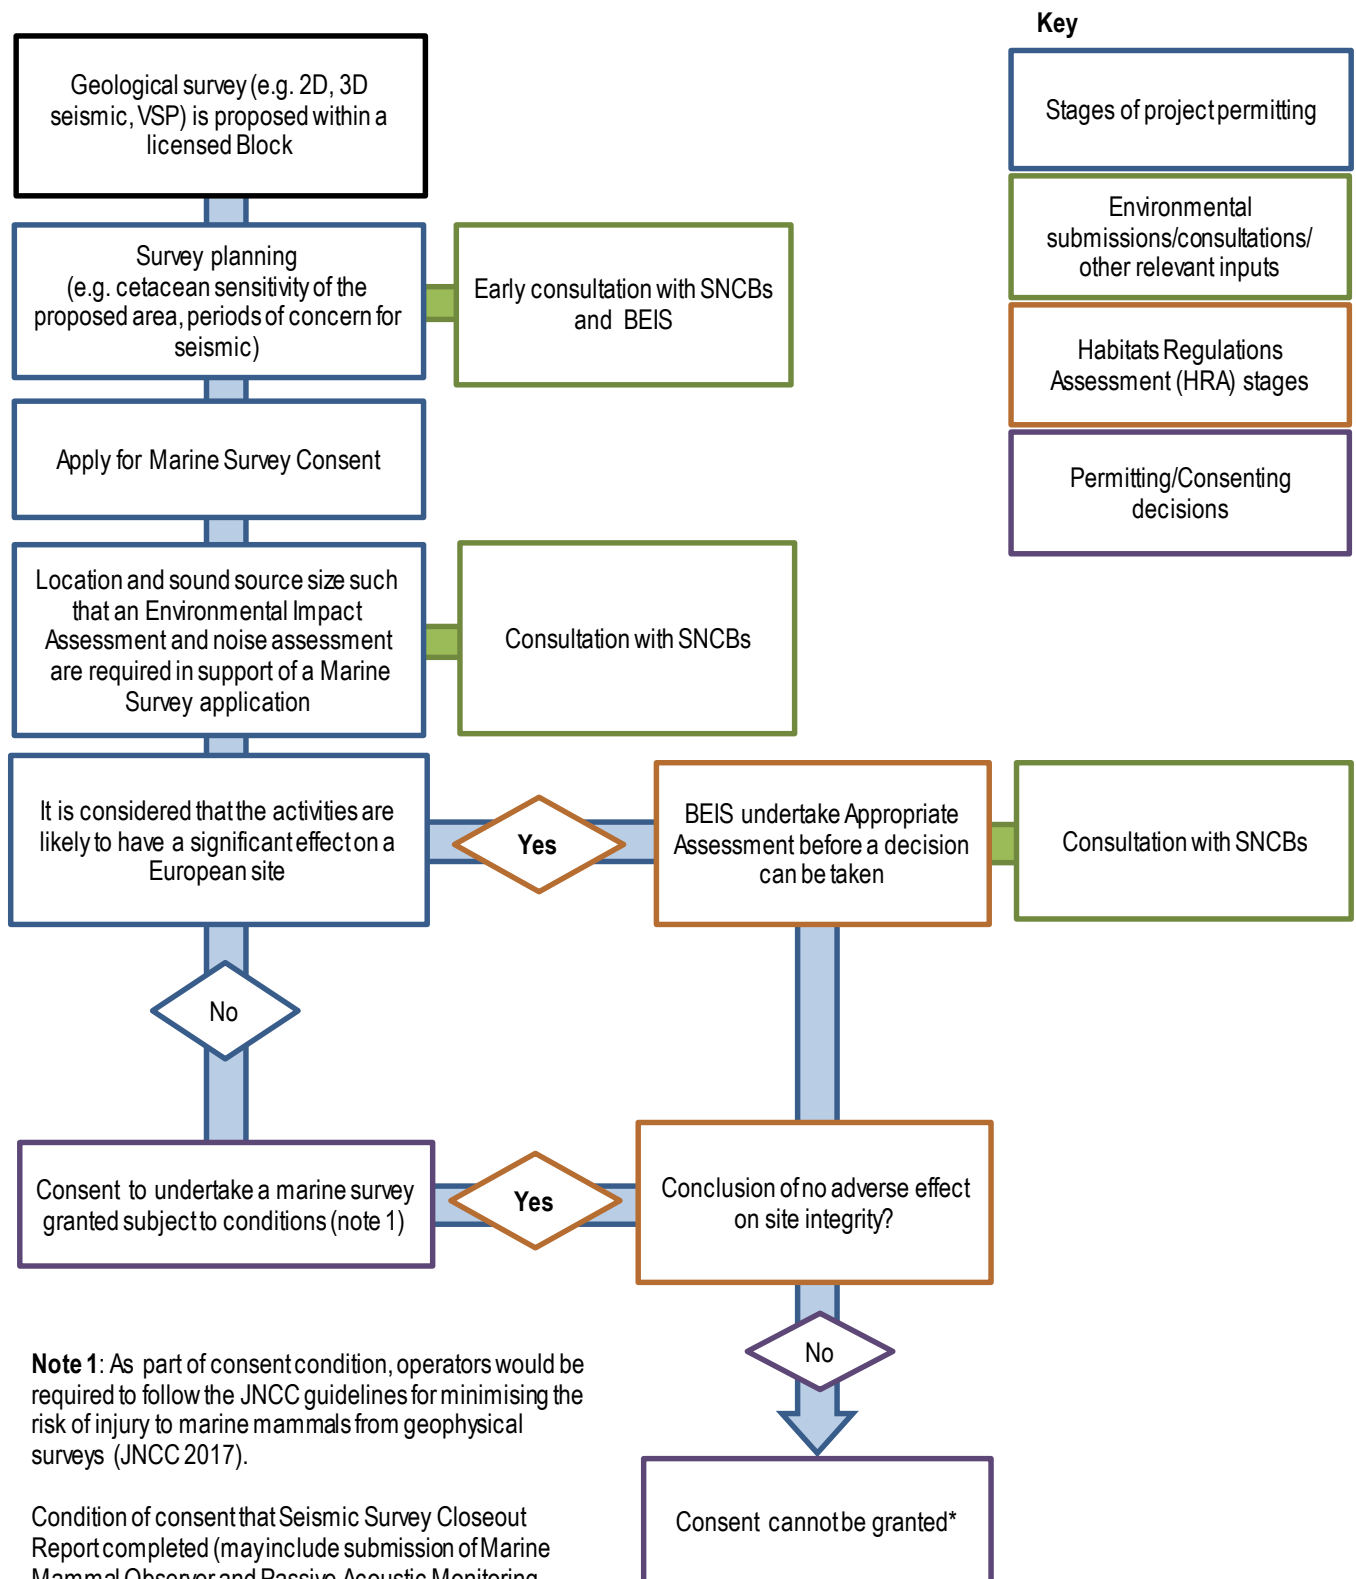 Key
Geological survey (e.g. 2D, 3D
seismic, VSP) is proposed within a
licensed Block
Stages of project permitting
Environmental
submissions/consultations/
other relevant inputs
Habitats Regulations
Assessment (HRA) stages
Permitting/Consenting
decisions
Survey planning
(e.g. cetacean sensitivity of the
proposed area, periods of concern for
seismic)
Early consultation with SNCBs
and BEIS
Apply for Marine Survey Consent
Location and sound source size such
that an Environmental Impact
Assessment and noise assessment
are required in support of a Marine
Survey application
Consultation with SNCBs
It is considered that the activities are
likely to have a significant effect on a
European site
Yes
BEIS undertake Appropriate
Assessment before a decision
can be taken
Consultation with SNCBs
No
Consent to undertake a marine survey
granted subject to conditions (note 1)
Yes
Conclusion of no adverse effect
on site integrity?
No
Consent cannot be granted*
Note 1: As part of consent condition, operators would be
required to follow the JNCC guidelines for minimising the
risk of injury to marine mammals from geophysical
surveys (JNCC 2017).
Condition of consent that Seismic Survey Closeout
Report completed (may include submission of Marine
Mammal Observer and Passive Acoustic Monitoring